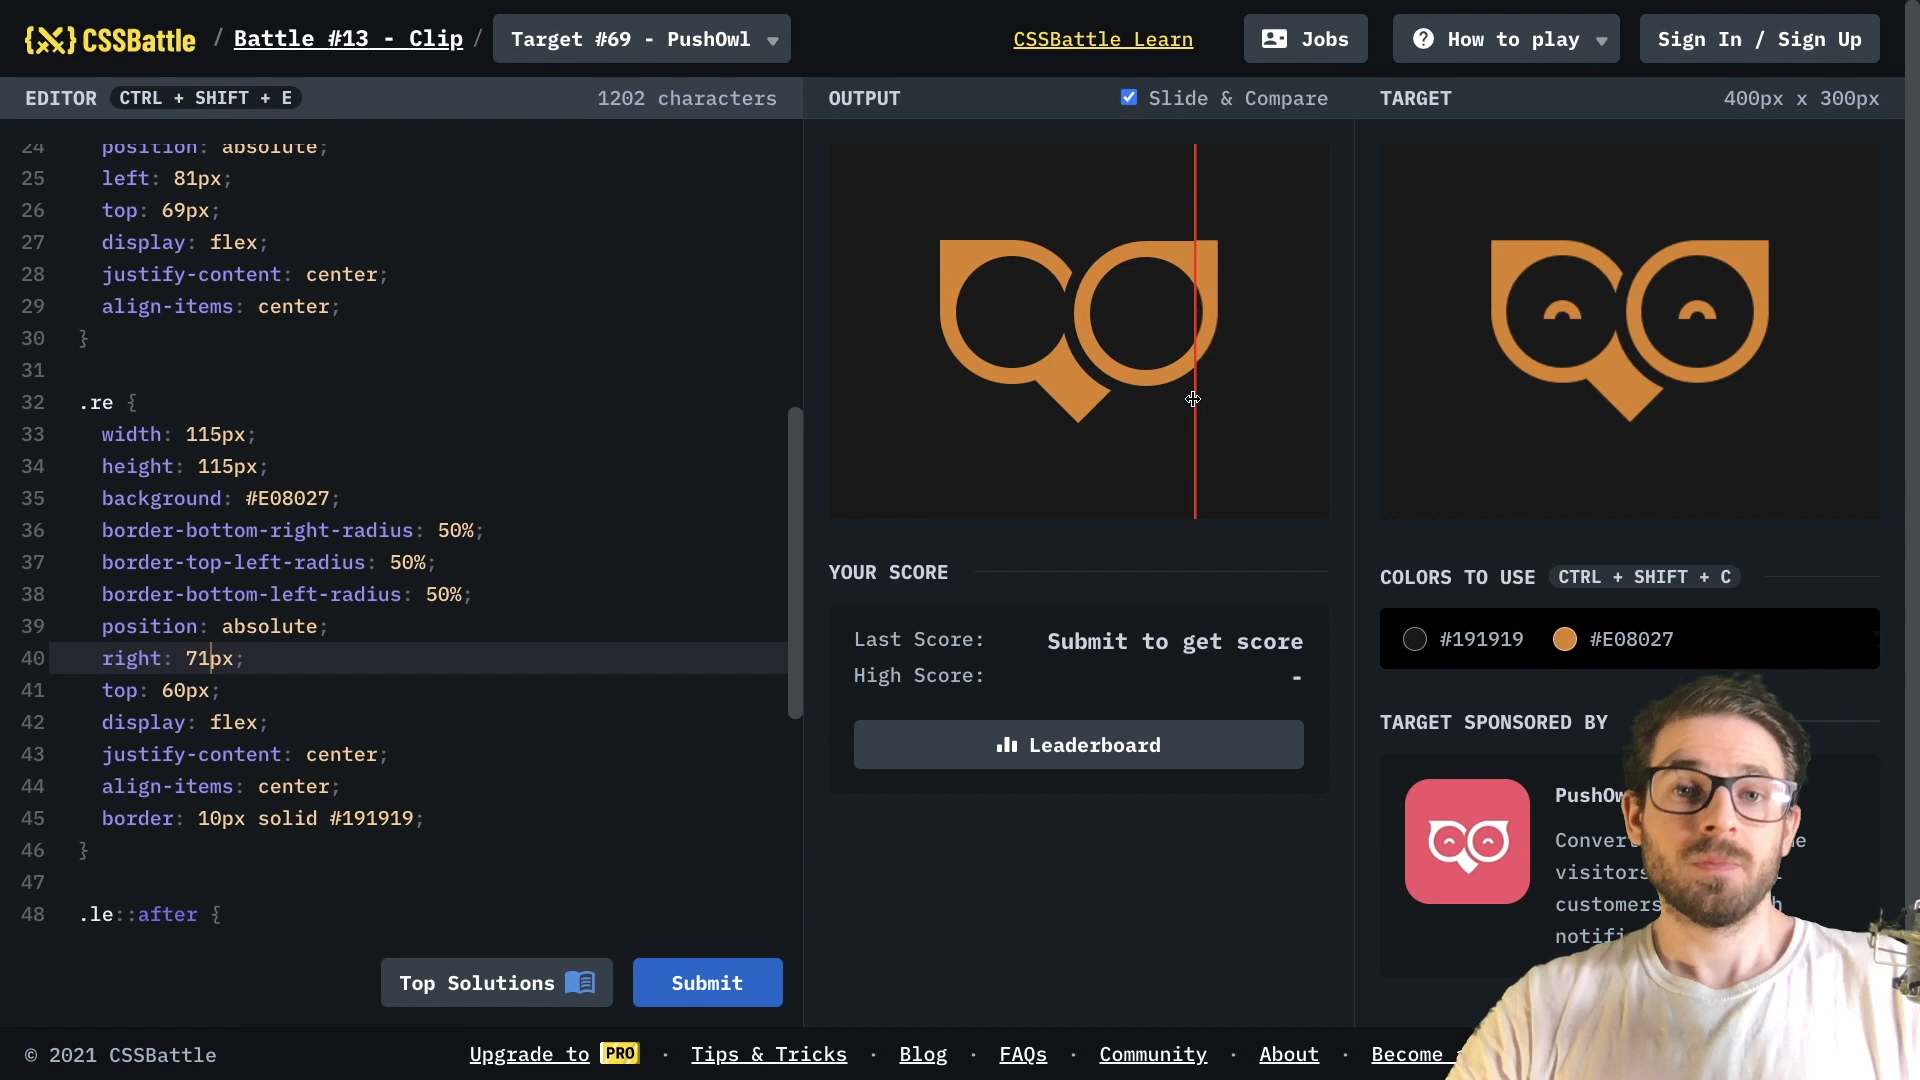 CSSBattle / Battle #13 - Clip / Target #69 - PushOwl
CSSBattle Learn
Jobs
How to play
Sign In / Sign Up
EDITOR CTRL + SHIFT + E
1202 characters
OUTPUT
Slide & Compare
TARGET
400px x 300px
24 position: absolute;
25 left: 81px;
26 top: 69px;
27 display: flex;
28 justify-content: center;
29 align-items: center;
30 }
31
32 .re {
33 width: 115px;
34 height: 115px;
35 background: #E08027;
36 border-bottom-right-radius: 50%;
37 border-top-left-radius: 50%;
38 border-bottom-left-radius: 50%;
39 position: absolute;
40 right: 71px;
41 top: 60px;
42 display: flex;
43 justify-content: center;
44 align-items: center;
45 border: 10px solid #191919;
46 }
47
48 .le::after {
Top Solutions
Submit
YOUR SCORE
Last Score: Submit to get score
High Score: -
Leaderboard
COLORS TO USE CTRL + SHIFT + C
#191919 #E08027
TARGET SPONSORED BY
© 2021 CSSBattle
Upgrade to PRO · Tips & Tricks · Blog · FAQs · Community · About · Become